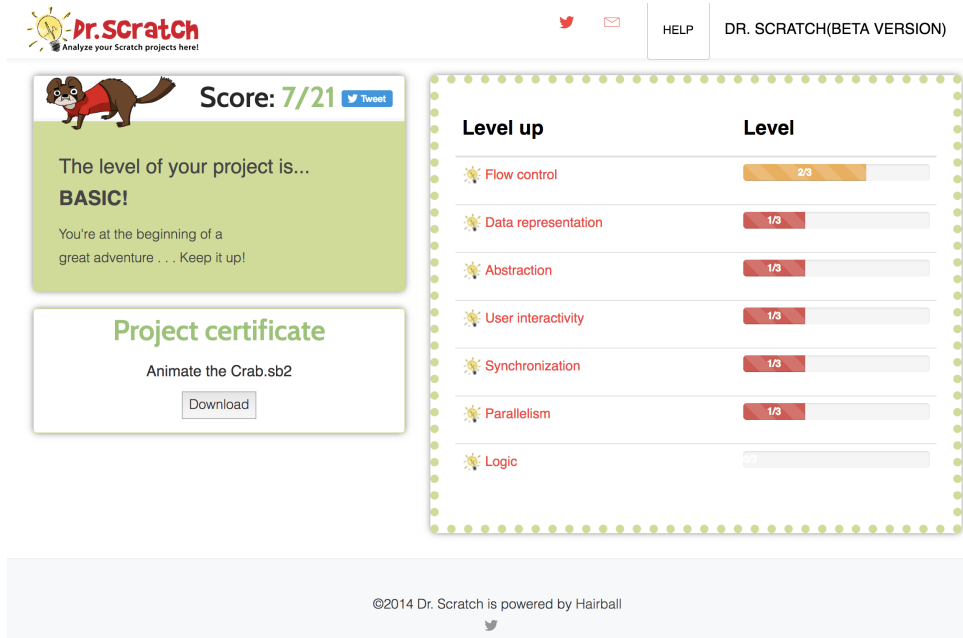 Dr.Scratch
Analyze your Scratch projects here!
HELP
DR. SCRATCH(BETA VERSION)
Score: 7/21
Tweet
The level of your project is...
BASIC!
You're at the beginning of a
great adventure . . . Keep it up!
Project certificate
Animate the Crab.sb2
Download
Level up Level
Flow control 2/3
Data representation 1/3
Abstraction 1/3
User interactivity 1/3
Synchronization 1/3
Parallelism 1/3
Logic
©2014 Dr. Scratch is powered by Hairball